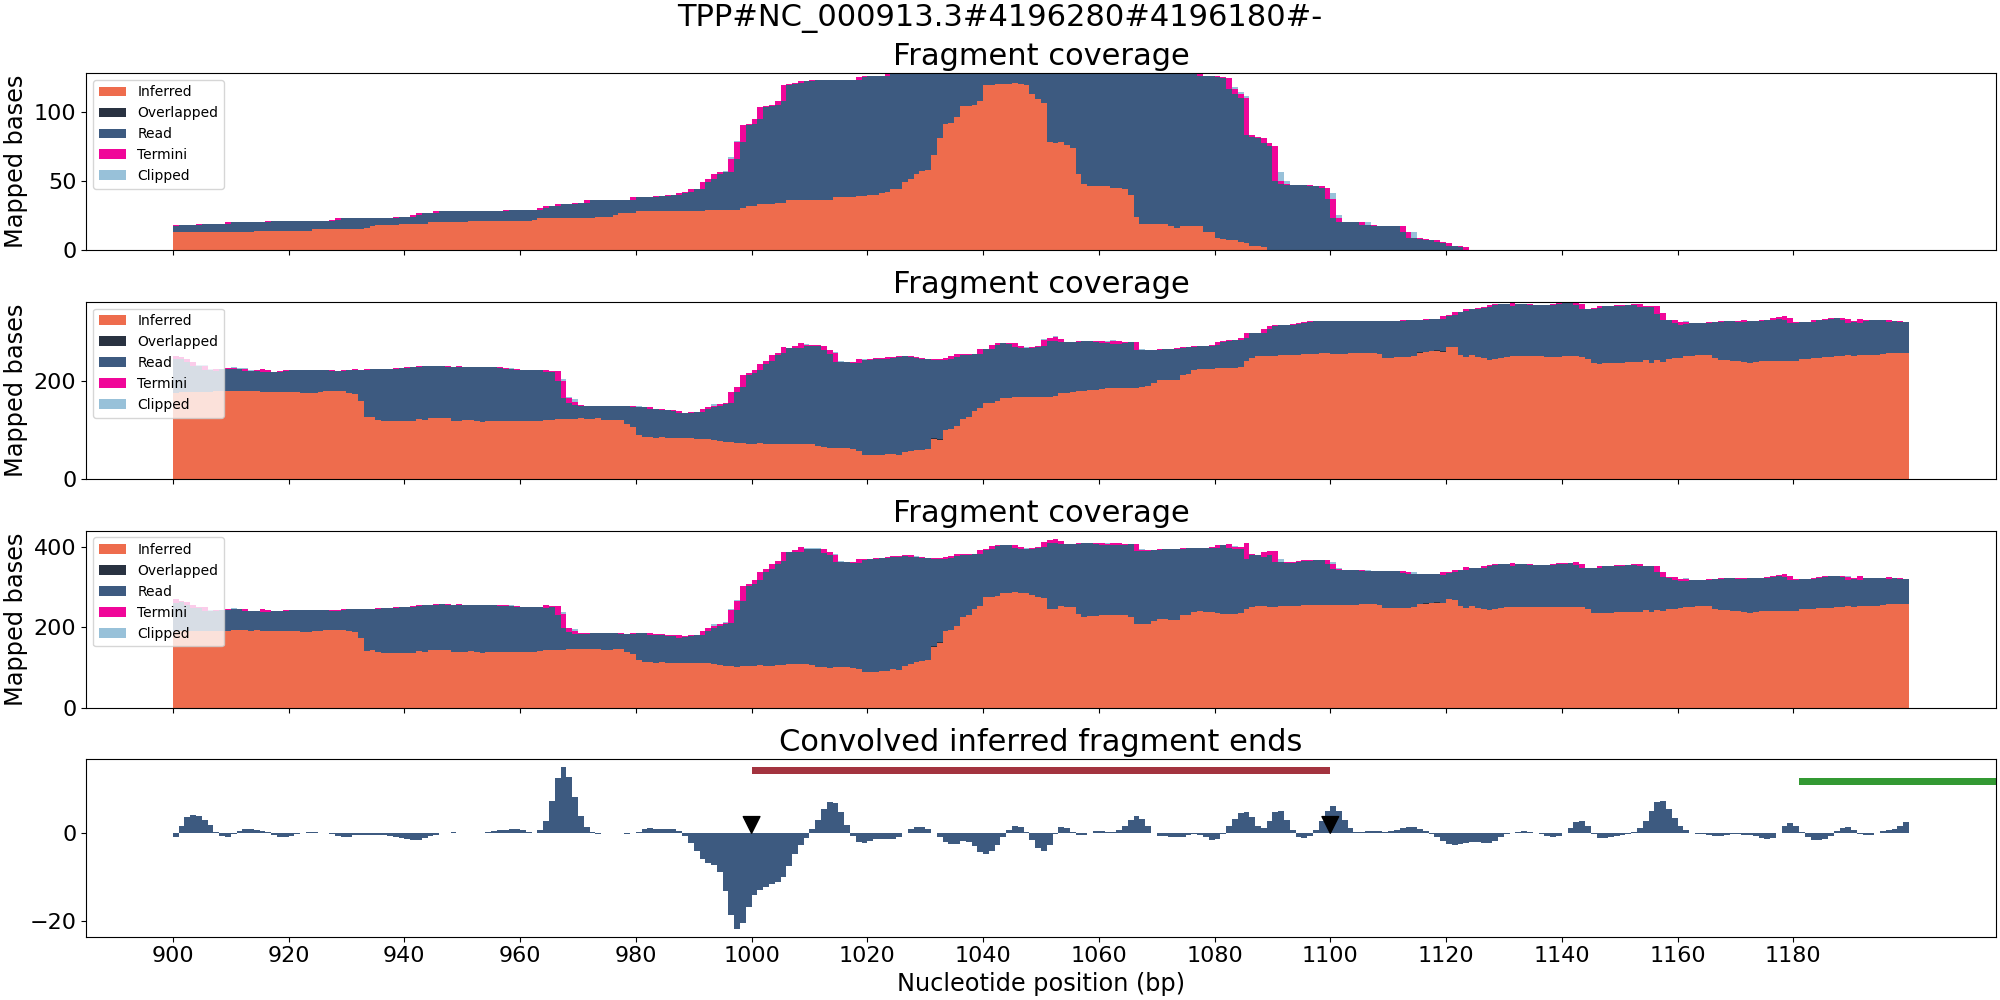 TPP#NC_000913.3#4196280#4196180#-
Fragment coverage
Mapped bases
100
50
0
Inferred
Overlapped
Read
Termini
Clipped
Fragment coverage
Mapped bases
200
0
Inferred
Overlapped
Read
Termini
Clipped
Fragment coverage
Mapped bases
400
200
0
Inferred
Overlapped
Read
Termini
Clipped
Convolved inferred fragment ends
0
−20
900 920 940 960 980 1000 1020 1040 1060 1080 1100 1120 1140 1160 1180
Nucleotide position (bp)